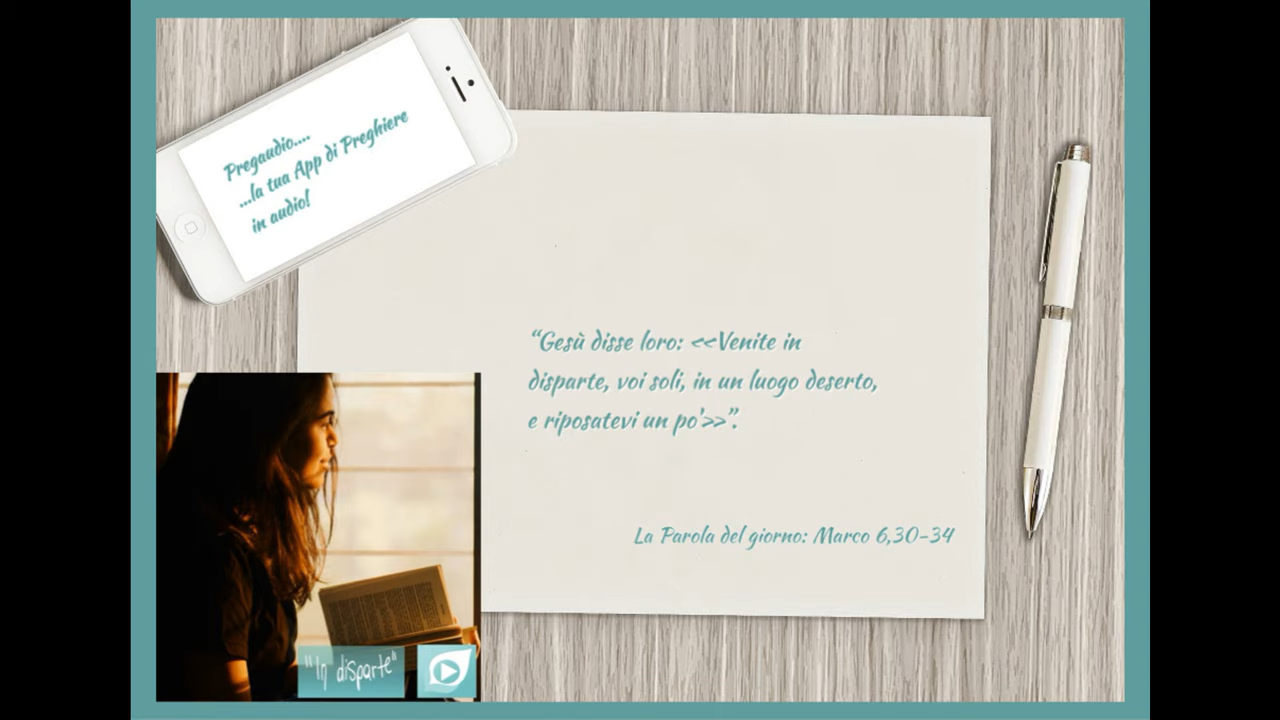 Pregaudio....
...la tua App di Preghiere
in audio!
“Gesù disse loro: <<Venite in
disparte, voi soli, in un luogo deserto,
e riposatevi un po'>>”.
La Parola del giorno: Marco 6,30-34
"In disparte"